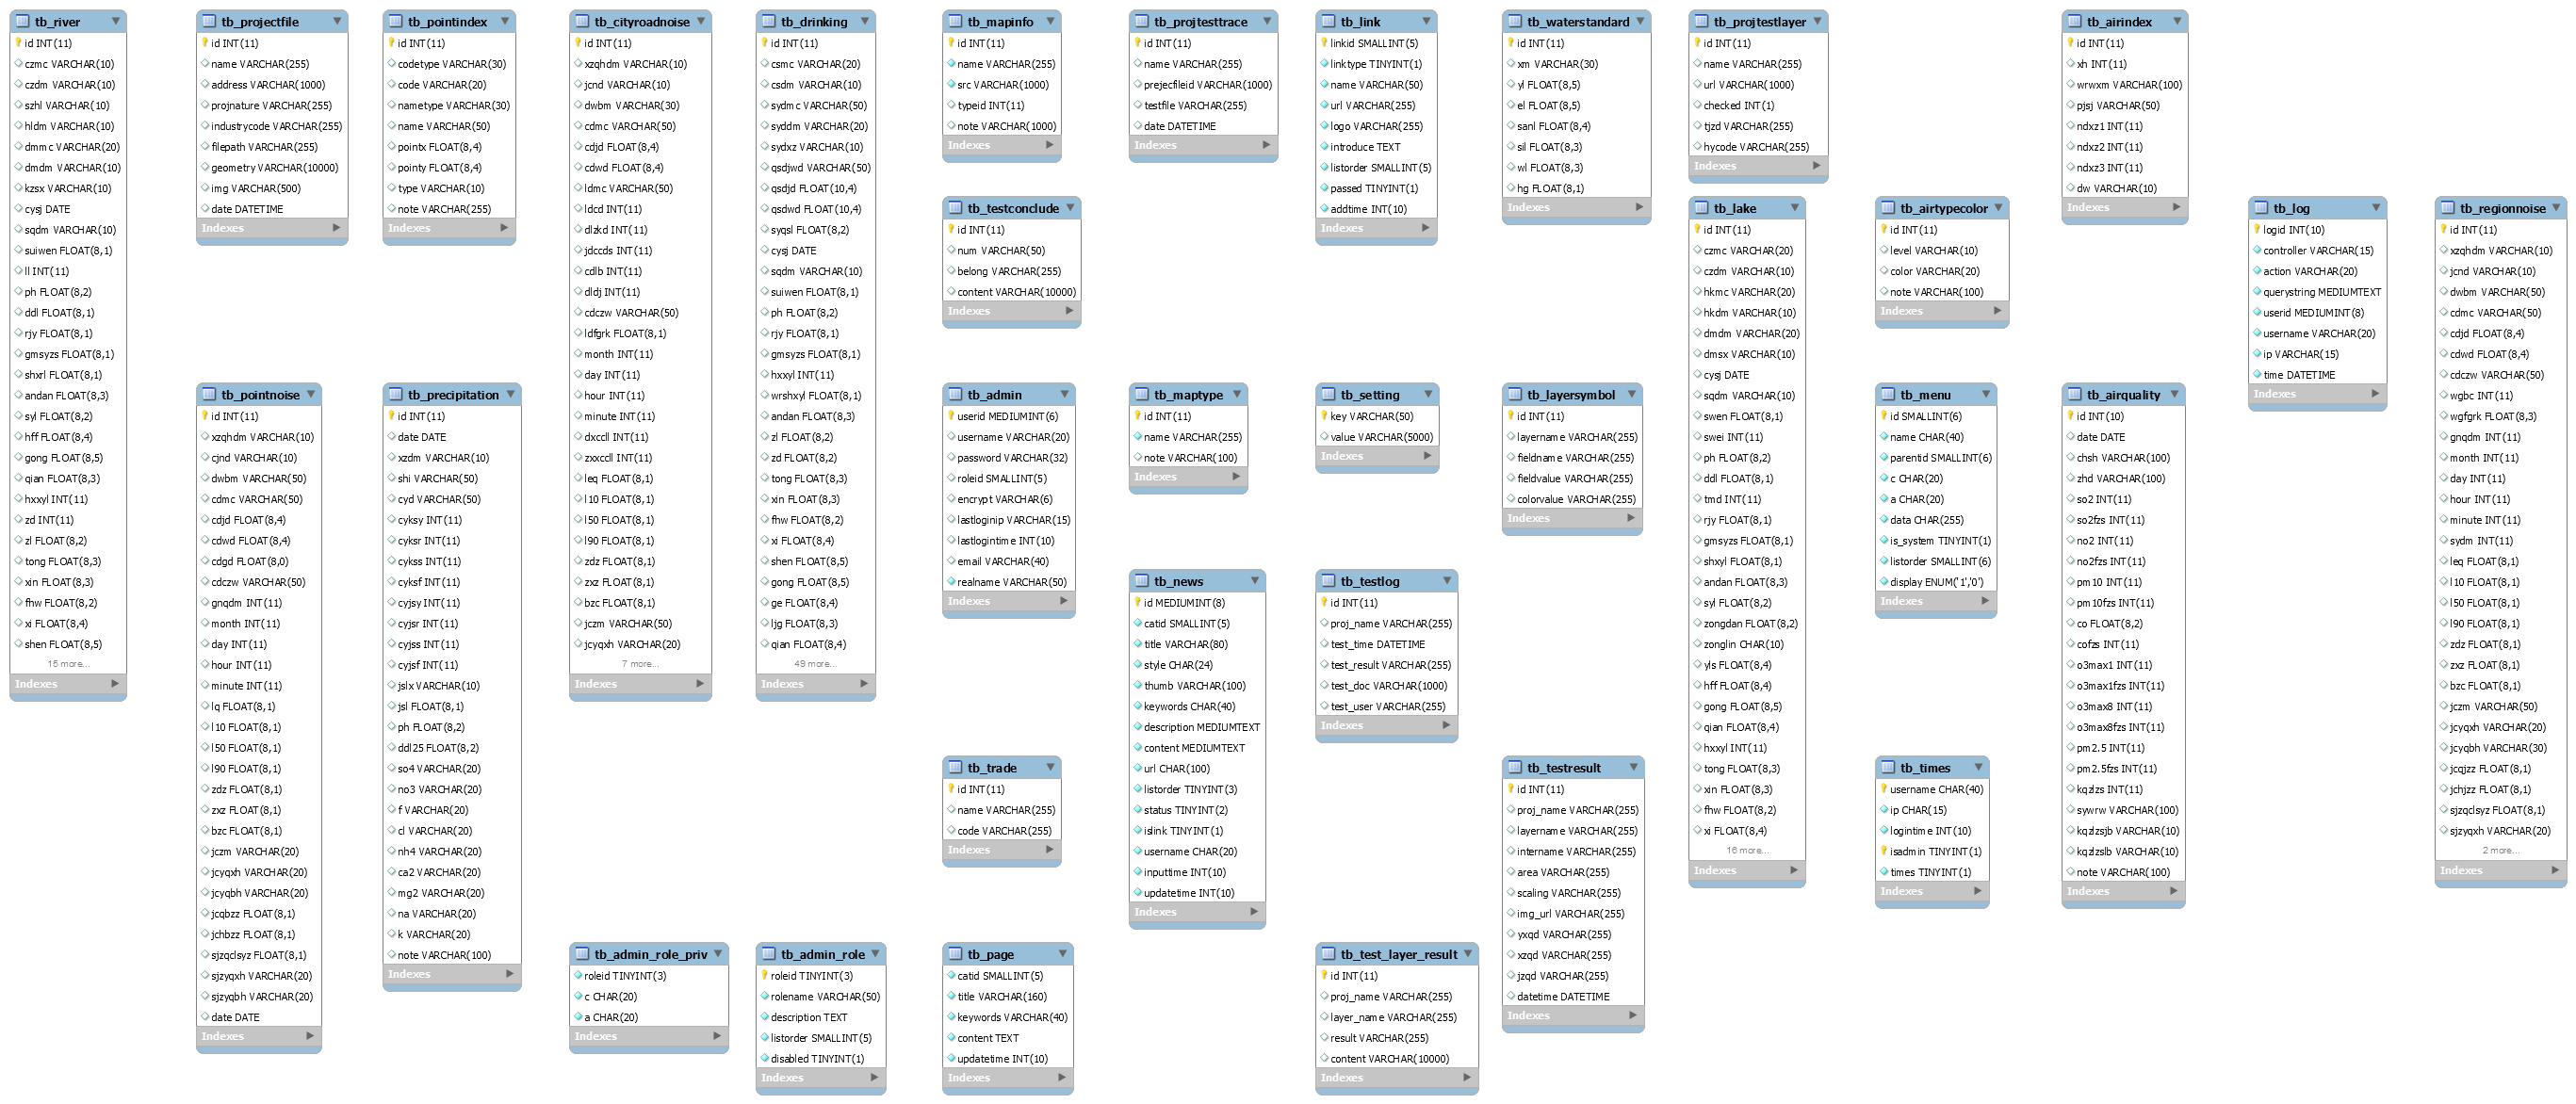 tb_river
id INT(11)
czmc VARCHAR(10)
czdm VARCHAR(10)
szhl VARCHAR(10)
hldm VARCHAR(10)
dmmc VARCHAR(20)
dmdm VARCHAR(10)
kzsx VARCHAR(10)
cysj DATE
sqdm VARCHAR(10)
suiwen FLOAT(8,1)
ll INT(11)
ph FLOAT(8,2)
ddl FLOAT(8,1)
rjy FLOAT(8,1)
gmsyzs FLOAT(8,1)
shxrl FLOAT(8,1)
andan FLOAT(8,3)
syl FLOAT(8,2)
hff FLOAT(8,4)
gong FLOAT(8,5)
qian FLOAT(8,3)
hxxyl INT(11)
zd INT(11)
zl FLOAT(8,2)
tong FLOAT(8,3)
xin FLOAT(8,3)
fhw FLOAT(8,2)
xi FLOAT(8,4)
shen FLOAT(8,5)
15 more...
Indexes
tb_projectfile
id INT(11)
name VARCHAR(255)
address VARCHAR(1000)
projnature VARCHAR(255)
industrycode VARCHAR(255)
filepath VARCHAR(255)
geometry VARCHAR(10000)
img VARCHAR(500)
date DATETIME
Indexes
tb_pointnoise
id INT(11)
xzqhdm VARCHAR(10)
cjnd VARCHAR(10)
dwbm VARCHAR(50)
cdmc VARCHAR(50)
cdjd FLOAT(8,4)
cdwd FLOAT(8,4)
cdgd FLOAT(8,0)
cdczw VARCHAR(50)
gnqdm INT(11)
month INT(11)
day INT(11)
hour INT(11)
minute INT(11)
lq FLOAT(8,1)
l10 FLOAT(8,1)
l50 FLOAT(8,1)
l90 FLOAT(8,1)
zdz FLOAT(8,1)
zxz FLOAT(8,1)
bzc FLOAT(8,1)
jczm VARCHAR(20)
jcyqxh VARCHAR(20)
jcyqbh VARCHAR(20)
jcqbzz FLOAT(8,1)
jchbzz FLOAT(8,1)
sjzqclsyz FLOAT(8,1)
sjzyqxh VARCHAR(20)
sjzyqbh VARCHAR(20)
date DATE
Indexes
tb_pointindex
id INT(11)
codetype VARCHAR(30)
code VARCHAR(20)
nametype VARCHAR(30)
name VARCHAR(50)
pointx FLOAT(8,4)
pointy FLOAT(8,4)
type VARCHAR(10)
note VARCHAR(255)
Indexes
tb_precipitation
id INT(11)
date DATE
xzdm VARCHAR(10)
shi VARCHAR(50)
cyd VARCHAR(50)
cyksy INT(11)
cyksr INT(11)
cykss INT(11)
cyksf INT(11)
cyjsy INT(11)
cyjsr INT(11)
cyjss INT(11)
cyjsf INT(11)
jslx VARCHAR(10)
jsl FLOAT(8,1)
ph FLOAT(8,2)
ddl25 FLOAT(8,2)
so4 VARCHAR(20)
no3 VARCHAR(20)
f VARCHAR(20)
cl VARCHAR(20)
nh4 VARCHAR(20)
ca2 VARCHAR(20)
mg2 VARCHAR(20)
na VARCHAR(20)
k VARCHAR(20)
note VARCHAR(100)
Indexes
tb_cityroadnoise
id INT(11)
xzqhdm VARCHAR(10)
jcnd VARCHAR(10)
dwbm VARCHAR(30)
cdmc VARCHAR(50)
cdjd FLOAT(8,4)
cdwd FLOAT(8,4)
ldmc VARCHAR(50)
ldcd INT(11)
dlzkd INT(11)
jdccds INT(11)
cdlb INT(11)
dldj INT(11)
cdczw VARCHAR(50)
ldfgrk FLOAT(8,1)
month INT(11)
day INT(11)
hour INT(11)
minute INT(11)
dxccll INT(11)
zxxccll INT(11)
leq FLOAT(8,1)
l10 FLOAT(8,1)
l50 FLOAT(8,1)
l90 FLOAT(8,1)
zdz FLOAT(8,1)
zxz FLOAT(8,1)
bzc FLOAT(8,1)
jczm VARCHAR(50)
jcyqxh VARCHAR(20)
7 more...
Indexes
tb_admin_role_priv
roleid TINYINT(3)
c CHAR(20)
a CHAR(20)
Indexes
tb_drinking
id INT(11)
csmc VARCHAR(20)
csdm VARCHAR(10)
sydmc VARCHAR(50)
syddm VARCHAR(20)
sydxz VARCHAR(10)
qsdjwd VARCHAR(50)
qsdjd FLOAT(10,4)
qsdwd FLOAT(10,4)
syqsl FLOAT(8,2)
cysj DATE
sqdm VARCHAR(10)
suiwen FLOAT(8,1)
ph FLOAT(8,2)
rjy FLOAT(8,1)
gmsyzs FLOAT(8,1)
hxxyl INT(11)
wrshxyl FLOAT(8,1)
andan FLOAT(8,3)
zl FLOAT(8,2)
zd FLOAT(8,2)
tong FLOAT(8,3)
xin FLOAT(8,3)
fhw FLOAT(8,2)
xi FLOAT(8,4)
shen FLOAT(8,5)
gong FLOAT(8,5)
ge FLOAT(8,4)
ljg FLOAT(8,3)
qian FLOAT(8,4)
49 more...
Indexes
tb_admin_role
roleid TINYINT(3)
rolename VARCHAR(50)
description TEXT
listorder SMALLINT(5)
disabled TINYINT(1)
Indexes
tb_mapinfo
id INT(11)
name VARCHAR(255)
src VARCHAR(1000)
typeid INT(11)
note VARCHAR(1000)
Indexes
tb_testconclude
id INT(11)
num VARCHAR(50)
belong VARCHAR(255)
content VARCHAR(10000)
Indexes
tb_admin
userid MEDIUMINT(6)
username VARCHAR(20)
password VARCHAR(32)
roleid SMALLINT(5)
encrypt VARCHAR(6)
lastloginip VARCHAR(15)
lastlogintime INT(10)
email VARCHAR(40)
realname VARCHAR(50)
Indexes
tb_trade
id INT(11)
name VARCHAR(255)
code VARCHAR(255)
Indexes
tb_page
catid SMALLINT(5)
title VARCHAR(160)
keywords VARCHAR(40)
content TEXT
updatetime INT(10)
Indexes
tb_projtesttrace
id INT(11)
name VARCHAR(255)
prejecfileid VARCHAR(1000)
testfile VARCHAR(255)
date DATETIME
Indexes
tb_maptype
id INT(11)
name VARCHAR(255)
note VARCHAR(100)
Indexes
tb_news
id MEDIUMINT(8)
catid SMALLINT(5)
title VARCHAR(80)
style CHAR(24)
thumb VARCHAR(100)
keywords CHAR(40)
description MEDIUMTEXT
content MEDIUMTEXT
url CHAR(100)
listorder TINYINT(3)
status TINYINT(2)
islink TINYINT(1)
username CHAR(20)
inputtime INT(10)
updatetime INT(10)
Indexes
tb_link
linkid SMALLINT(5)
linktype TINYINT(1)
name VARCHAR(50)
url VARCHAR(255)
logo VARCHAR(255)
introduce TEXT
listorder SMALLINT(5)
passed TINYINT(1)
addtime INT(10)
Indexes
tb_setting
key VARCHAR(50)
value VARCHAR(5000)
Indexes
tb_testlog
id INT(11)
proj_name VARCHAR(255)
test_time DATETIME
test_result VARCHAR(255)
test_doc VARCHAR(1000)
test_user VARCHAR(255)
Indexes
tb_test_layer_result
id INT(11)
proj_name VARCHAR(255)
layer_name VARCHAR(255)
result VARCHAR(255)
content VARCHAR(10000)
Indexes
tb_waterstandard
id INT(11)
xm VARCHAR(30)
yl FLOAT(8,5)
el FLOAT(8,5)
sanl FLOAT(8,4)
sil FLOAT(8,3)
wl FLOAT(8,3)
hg FLOAT(8,1)
Indexes
tb_layersymbol
id INT(11)
layername VARCHAR(255)
fieldname VARCHAR(255)
fieldvalue VARCHAR(255)
colorvalue VARCHAR(255)
Indexes
tb_testresult
id INT(11)
proj_name VARCHAR(255)
layername VARCHAR(255)
intername VARCHAR(255)
area VARCHAR(255)
scaling VARCHAR(255)
img_url VARCHAR(255)
yxqd VARCHAR(255)
xzqd VARCHAR(255)
jzqd VARCHAR(255)
datetime DATETIME
Indexes
tb_projtestlayer
id INT(11)
name VARCHAR(255)
url VARCHAR(1000)
checked INT(1)
tjzd VARCHAR(255)
hycode VARCHAR(255)
Indexes
tb_lake
id INT(11)
czmc VARCHAR(20)
czdm VARCHAR(10)
hkmc VARCHAR(20)
hkdm VARCHAR(10)
dmdm VARCHAR(20)
dmsx VARCHAR(10)
cysj DATE
sqdm VARCHAR(10)
swen FLOAT(8,1)
swei INT(11)
ph FLOAT(8,2)
ddl FLOAT(8,1)
tmd INT(11)
rjy FLOAT(8,1)
gmsyzs FLOAT(8,1)
shxyl FLOAT(8,1)
andan FLOAT(8,3)
syl FLOAT(8,2)
zongdan FLOAT(8,2)
zonglin CHAR(10)
yls FLOAT(8,4)
hff FLOAT(8,4)
gong FLOAT(8,5)
qian FLOAT(8,4)
hxxyl INT(11)
tong FLOAT(8,3)
xin FLOAT(8,3)
fhw FLOAT(8,2)
xi FLOAT(8,4)
16 more...
Indexes
tb_airtypecolor
id INT(11)
level VARCHAR(10)
color VARCHAR(20)
note VARCHAR(100)
Indexes
tb_menu
id SMALLINT(6)
name CHAR(40)
parentid SMALLINT(6)
c CHAR(20)
a CHAR(20)
data CHAR(255)
is_system TINYINT(1)
listorder SMALLINT(6)
display ENUM('1','0')
Indexes
tb_times
username CHAR(40)
ip CHAR(15)
logintime INT(10)
isadmin TINYINT(1)
times TINYINT(1)
Indexes
tb_airindex
id INT(11)
xh INT(11)
wrwxm VARCHAR(100)
pjsj VARCHAR(50)
ndxz1 INT(11)
ndxz2 INT(11)
ndxz3 INT(11)
dw VARCHAR(10)
Indexes
tb_airquality
id INT(10)
date DATE
chsh VARCHAR(100)
zhd VARCHAR(100)
so2 INT(11)
so2fzs INT(11)
no2 INT(11)
no2fzs INT(11)
pm10 INT(11)
pm10fzs INT(11)
co FLOAT(8,2)
cofzs INT(11)
o3max1 INT(11)
o3max1fzs INT(11)
o3max8 INT(11)
o3max8fzs INT(11)
pm2.5 INT(11)
pm2.5fzs INT(11)
kqzlzs INT(11)
sywrw VARCHAR(100)
kqzlzsjb VARCHAR(10)
kqzlzslb VARCHAR(10)
note VARCHAR(100)
Indexes
tb_log
logid INT(10)
controller VARCHAR(15)
action VARCHAR(20)
querystring MEDIUMTEXT
userid MEDIUMINT(8)
username VARCHAR(20)
ip VARCHAR(15)
time DATETIME
Indexes
tb_regionnoise
id INT(11)
xzqhdm VARCHAR(10)
jcnd VARCHAR(10)
dwbm VARCHAR(50)
cdmc VARCHAR(50)
cdjd FLOAT(8,4)
cdwd FLOAT(8,4)
cdczw VARCHAR(50)
wgbc INT(11)
wgfgrk FLOAT(8,3)
gnqdm INT(11)
month INT(11)
day INT(11)
hour INT(11)
minute INT(11)
sydm INT(11)
leq FLOAT(8,1)
l10 FLOAT(8,1)
l50 FLOAT(8,1)
l90 FLOAT(8,1)
zdz FLOAT(8,1)
zxz FLOAT(8,1)
bzc FLOAT(8,1)
jczm VARCHAR(50)
jcyqxh VARCHAR(20)
jcyqbh VARCHAR(30)
jcqjzz FLOAT(8,1)
jchjzz FLOAT(8,1)
sjzqclsyz FLOAT(8,1)
sjzyqxh VARCHAR(20)
2 more...
Indexes